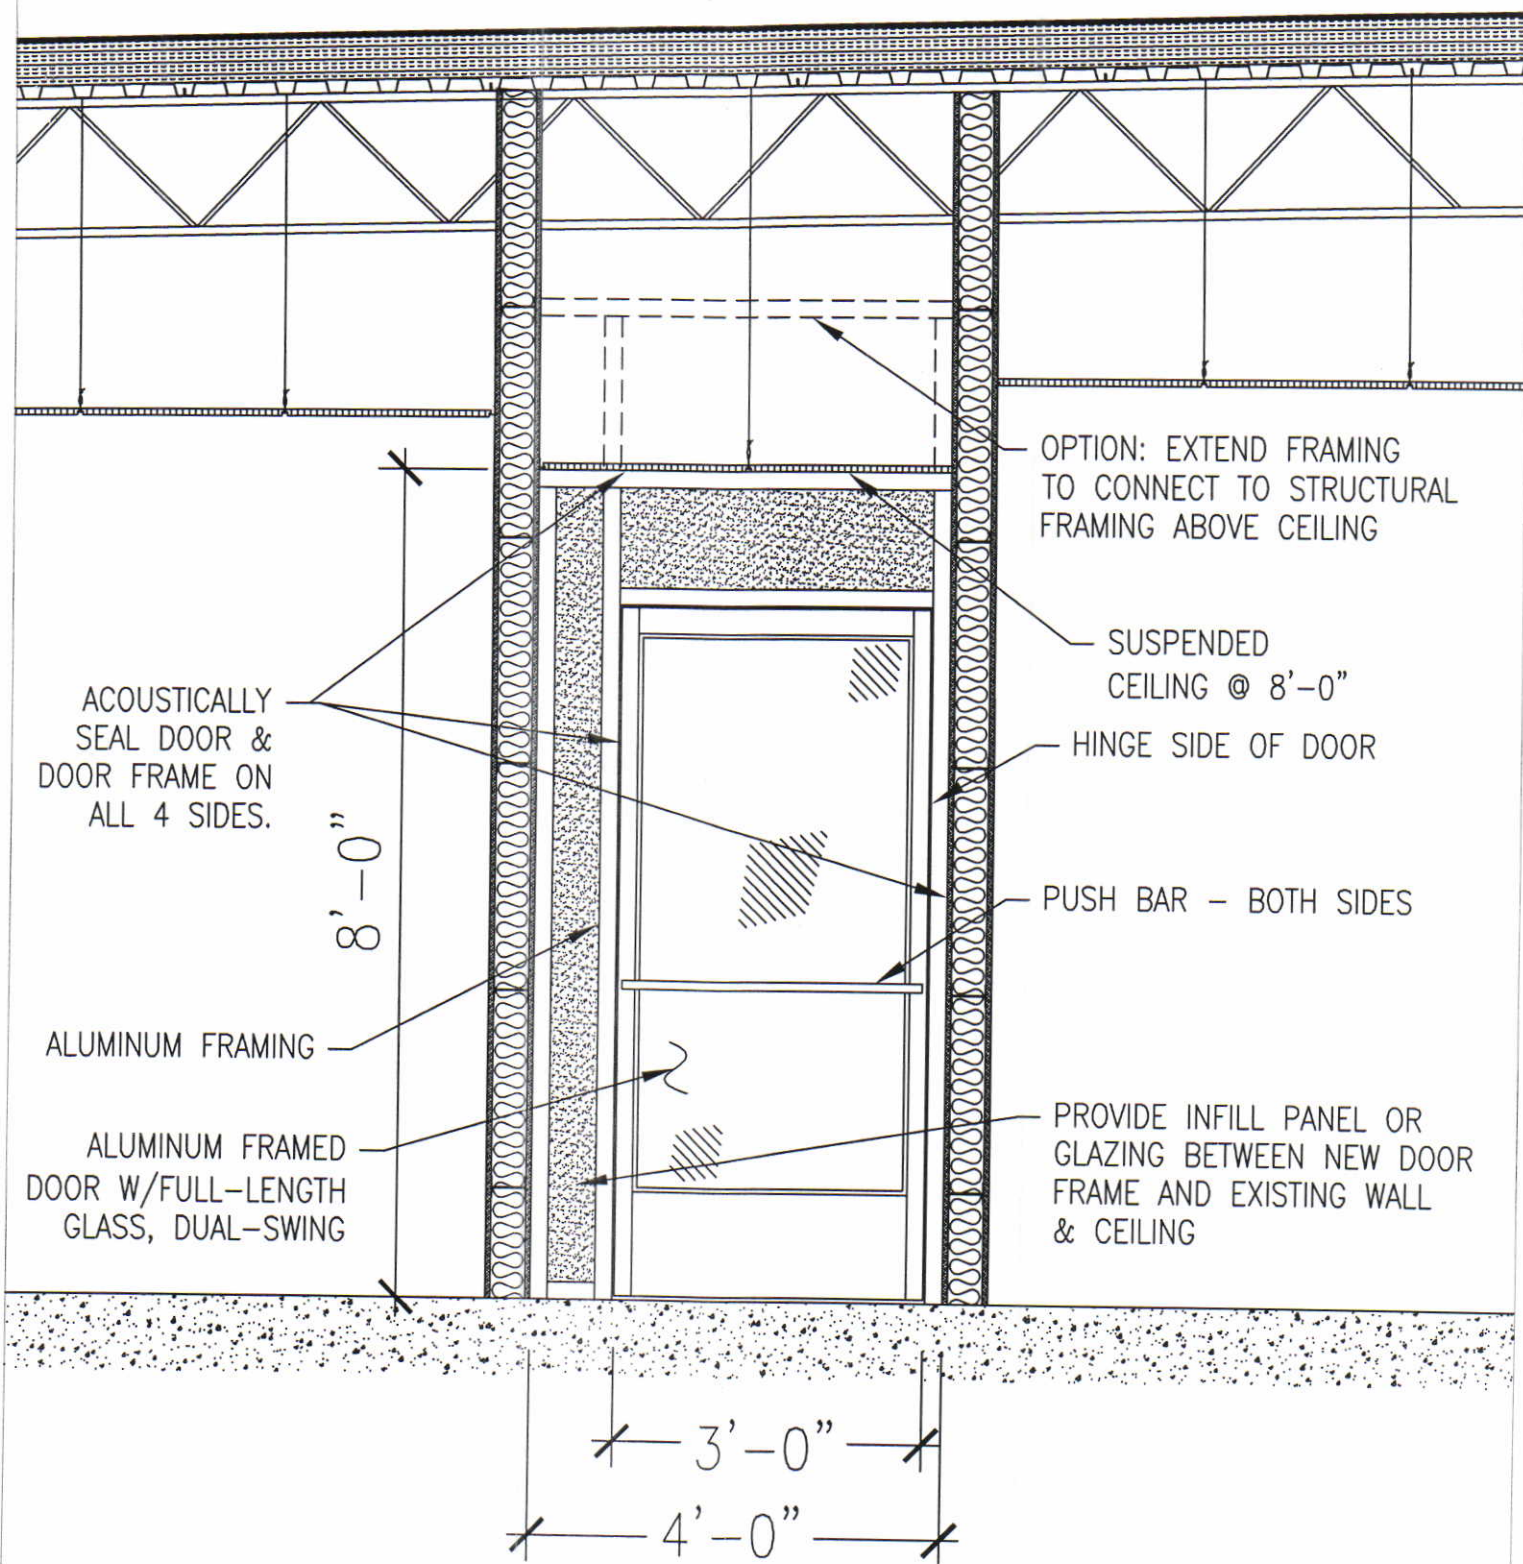 OPTION: EXTEND FRAMING
TO CONNECT TO STRUCTURAL
FRAMING ABOVE CEILING
SUSPENDED
CEILING @ 8'-0"
ACOUSTICALLY
SEAL DOOR &
DOOR FRAME ON
ALL 4 SIDES.
HINGE SIDE OF DOOR
8'-0"
PUSH BAR – BOTH SIDES
ALUMINUM FRAMING
ALUMINUM FRAMED
DOOR W/FULL-LENGTH
GLASS, DUAL-SWING
PROVIDE INFILL PANEL OR
GLAZING BETWEEN NEW DOOR
FRAME AND EXISTING WALL
& CEILING
3'-0"
4'-0"